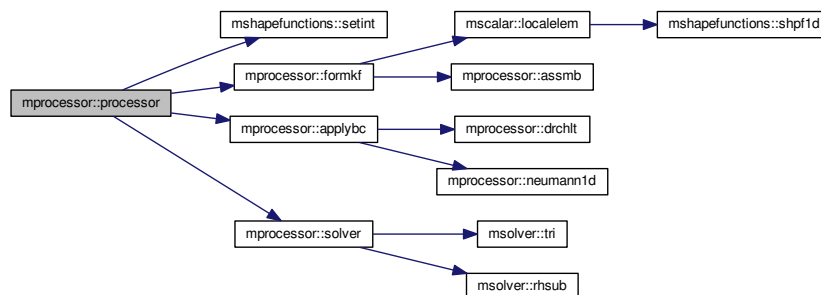 mshapefunctions::setint
mscalar::localelem
mshapefunctions::shpf1d
mprocessor::formkf
mprocessor::assmb
mprocessor::processor
mprocessor::applybc
mprocessor::drchlt
mprocessor::neumann1d
mprocessor::solver
msolver::tri
msolver::rhsub